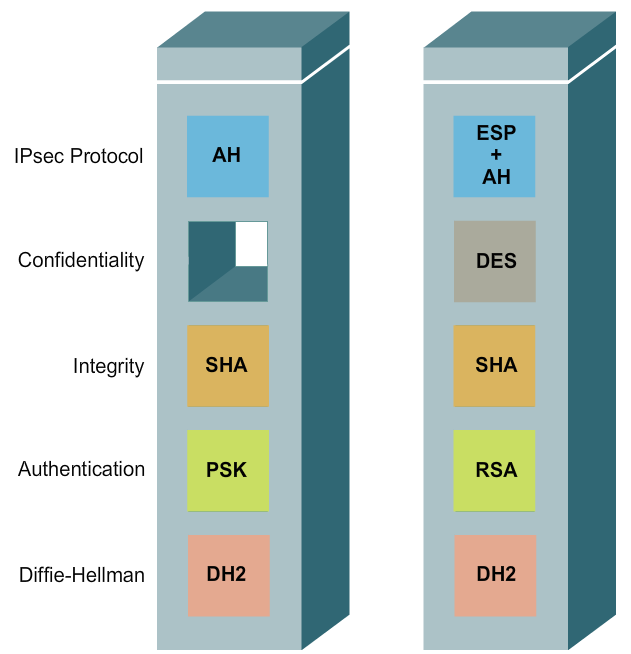 IPsec Protocol
AH
ESP
+
AH
Confidentiality
DES
Integrity
SHA
SHA
Authentication
PSK
RSA
Diffie-Hellman
DH2
DH2